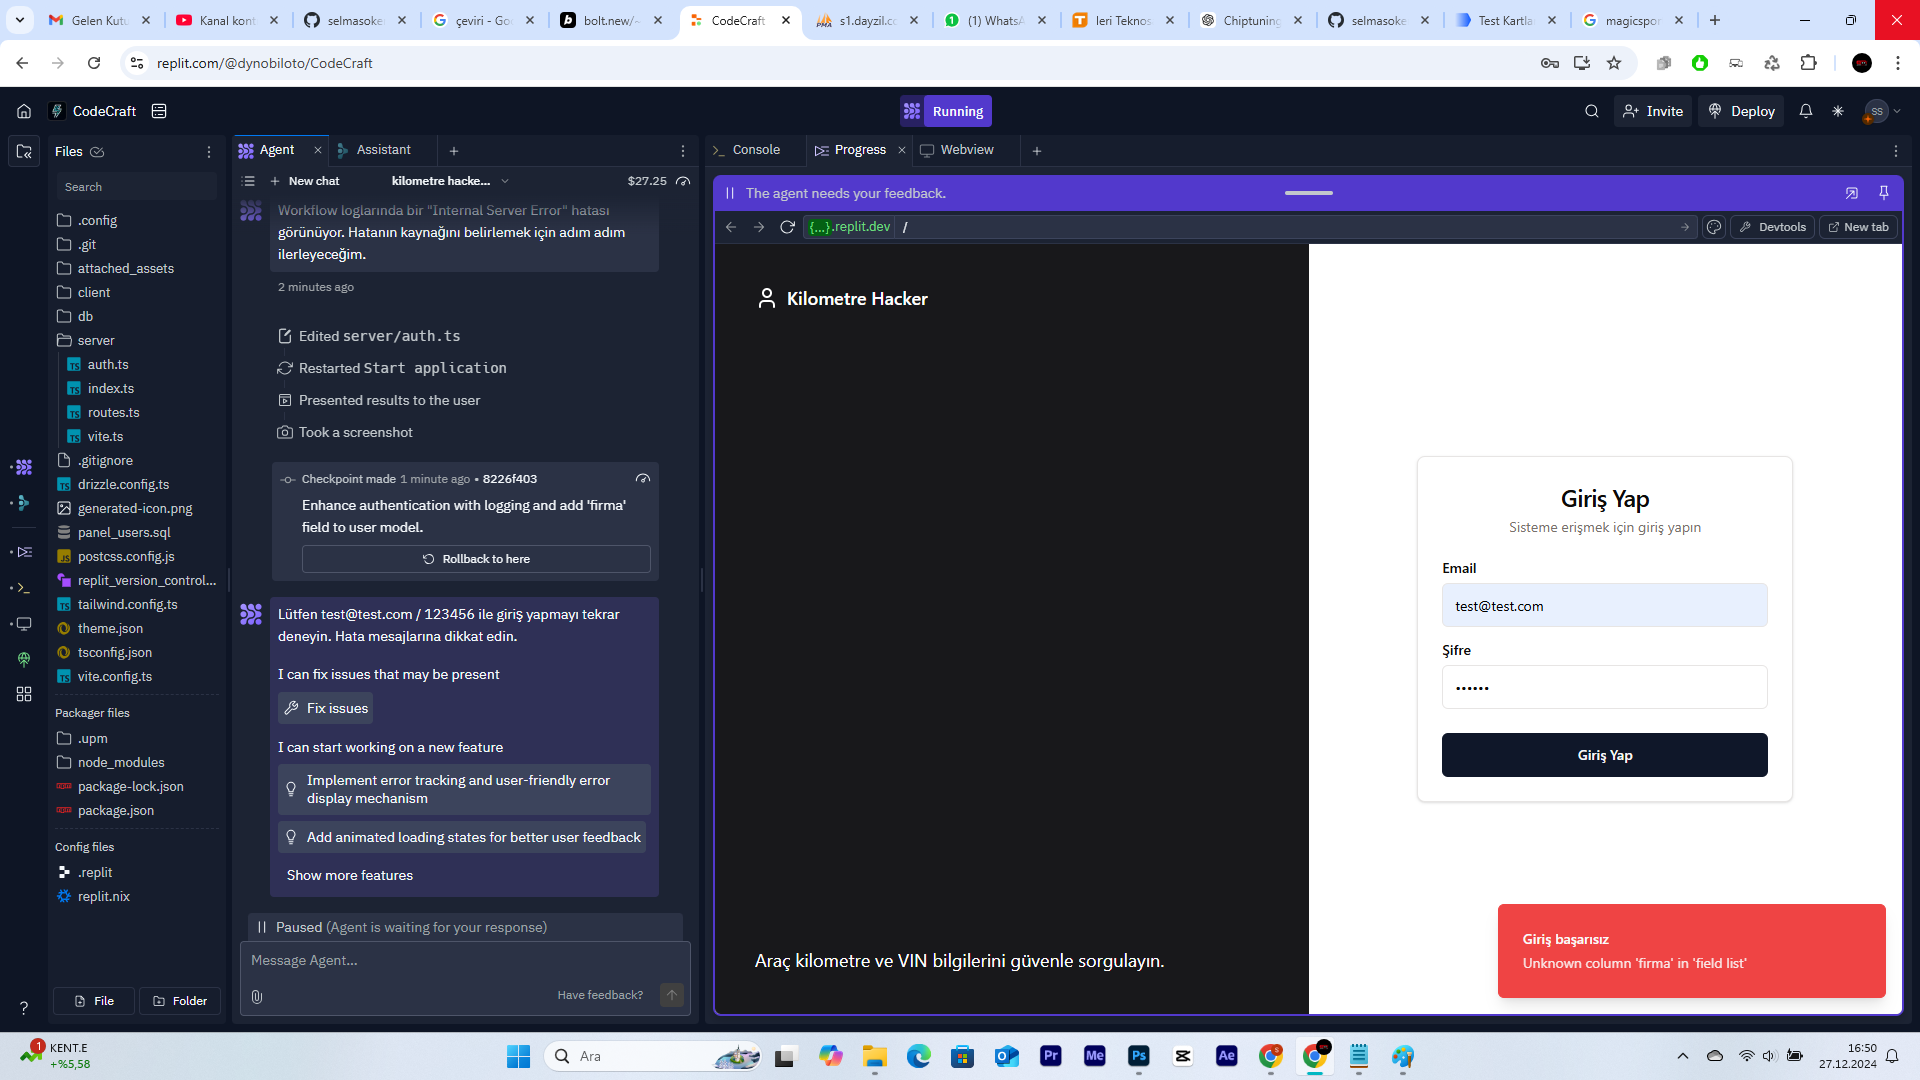 Gelen Kutu
Kanal kont
selmasoke
çeviri - Goo
bolt.new/~
CodeCraft
s1.dayzil.co
(1) WhatsA
Ieri Teknos
Chiptuning
selmasoke
Test Kartla
magicspor
replit.com/@dynobiloto/CodeCraft
CodeCraft
Running
Invite
Deploy
SS
Files
Search
.config
.git
attached_assets
client
db
server
auth.ts
index.ts
routes.ts
vite.ts
.gitignore
drizzle.config.ts
generated-icon.png
panel_users.sql
postcss.config.js
replit_version_control...
tailwind.config.ts
theme.json
tsconfig.json
vite.config.ts
Packager files
.upm
node_modules
package-lock.json
package.json
Config files
.replit
replit.nix
File
Folder
Agent
Assistant
New chat
kilometre hacke...
$27.25
Workflow loglarında bir "Internal Server Error" hatası
görünüyor. Hatanın kaynağını belirlemek için adım adım
ilerleyeceğim.
2 minutes ago
Edited server/auth.ts
Restarted Start application
Presented results to the user
Took a screenshot
Checkpoint made 1 minute ago • 8226f403
Enhance authentication with logging and add 'firma'
field to user model.
Rollback to here
Lütfen test@test.com / 123456 ile giriş yapmayı tekrar
deneyin. Hata mesajlarına dikkat edin.
I can fix issues that may be present
Fix issues
I can start working on a new feature
Implement error tracking and user-friendly error
display mechanism
Add animated loading states for better user feedback
Show more features
Paused (Agent is waiting for your response)
Message Agent...
Have feedback?
Console
Progress
Webview
The agent needs your feedback.
{...}.replit.dev /
Devtools
New tab
Kilometre Hacker
Araç kilometre ve VIN bilgilerini güvenle sorgulayın.
Giriş Yap
Sisteme erişmek için giriş yapın
Email
test@test.com
Şifre
••••••
Giriş Yap
Giriş başarısız
Unknown column 'firma' in 'field list'
1
KENT.E
+%5,58
Ara
Pr
Me
Ps
Ae
16:50
27.12.2024